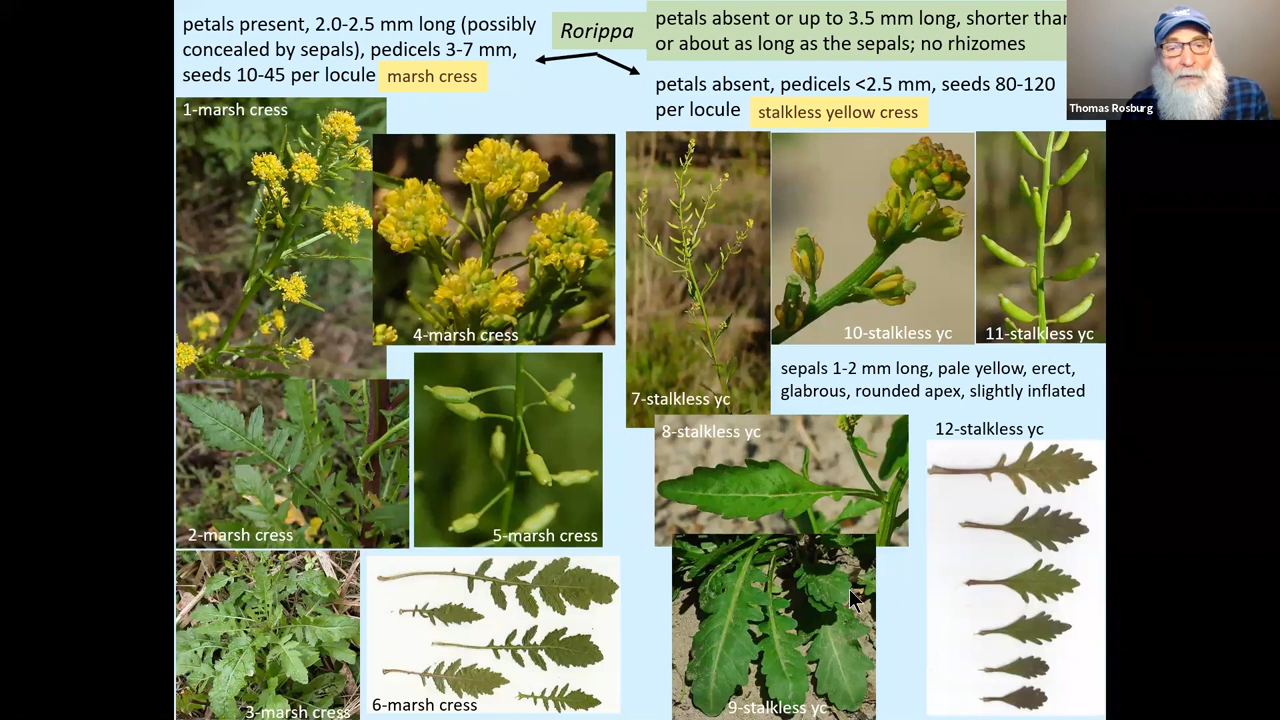 petals present, 2.0-2.5 mm long (possibly
concealed by sepals), pedicels 3-7 mm,
seeds 10-45 per locule
marsh cress
Rorippa
petals absent or up to 3.5 mm long, shorter than
or about as long as the sepals; no rhizomes
petals absent, pedicels <2.5 mm, seeds 80-120
per locule
stalkless yellow cress
Thomas Rosburg
1-marsh cress
4-marsh cress
7-stalkless yc
10-stalkless yc
11-stalkless yc
sepals 1-2 mm long, pale yellow, erect,
glabrous, rounded apex, slightly inflated
2-marsh cress
5-marsh cress
8-stalkless yc
12-stalkless yc
3-marsh cress
6-marsh cress
9-stalkless yc